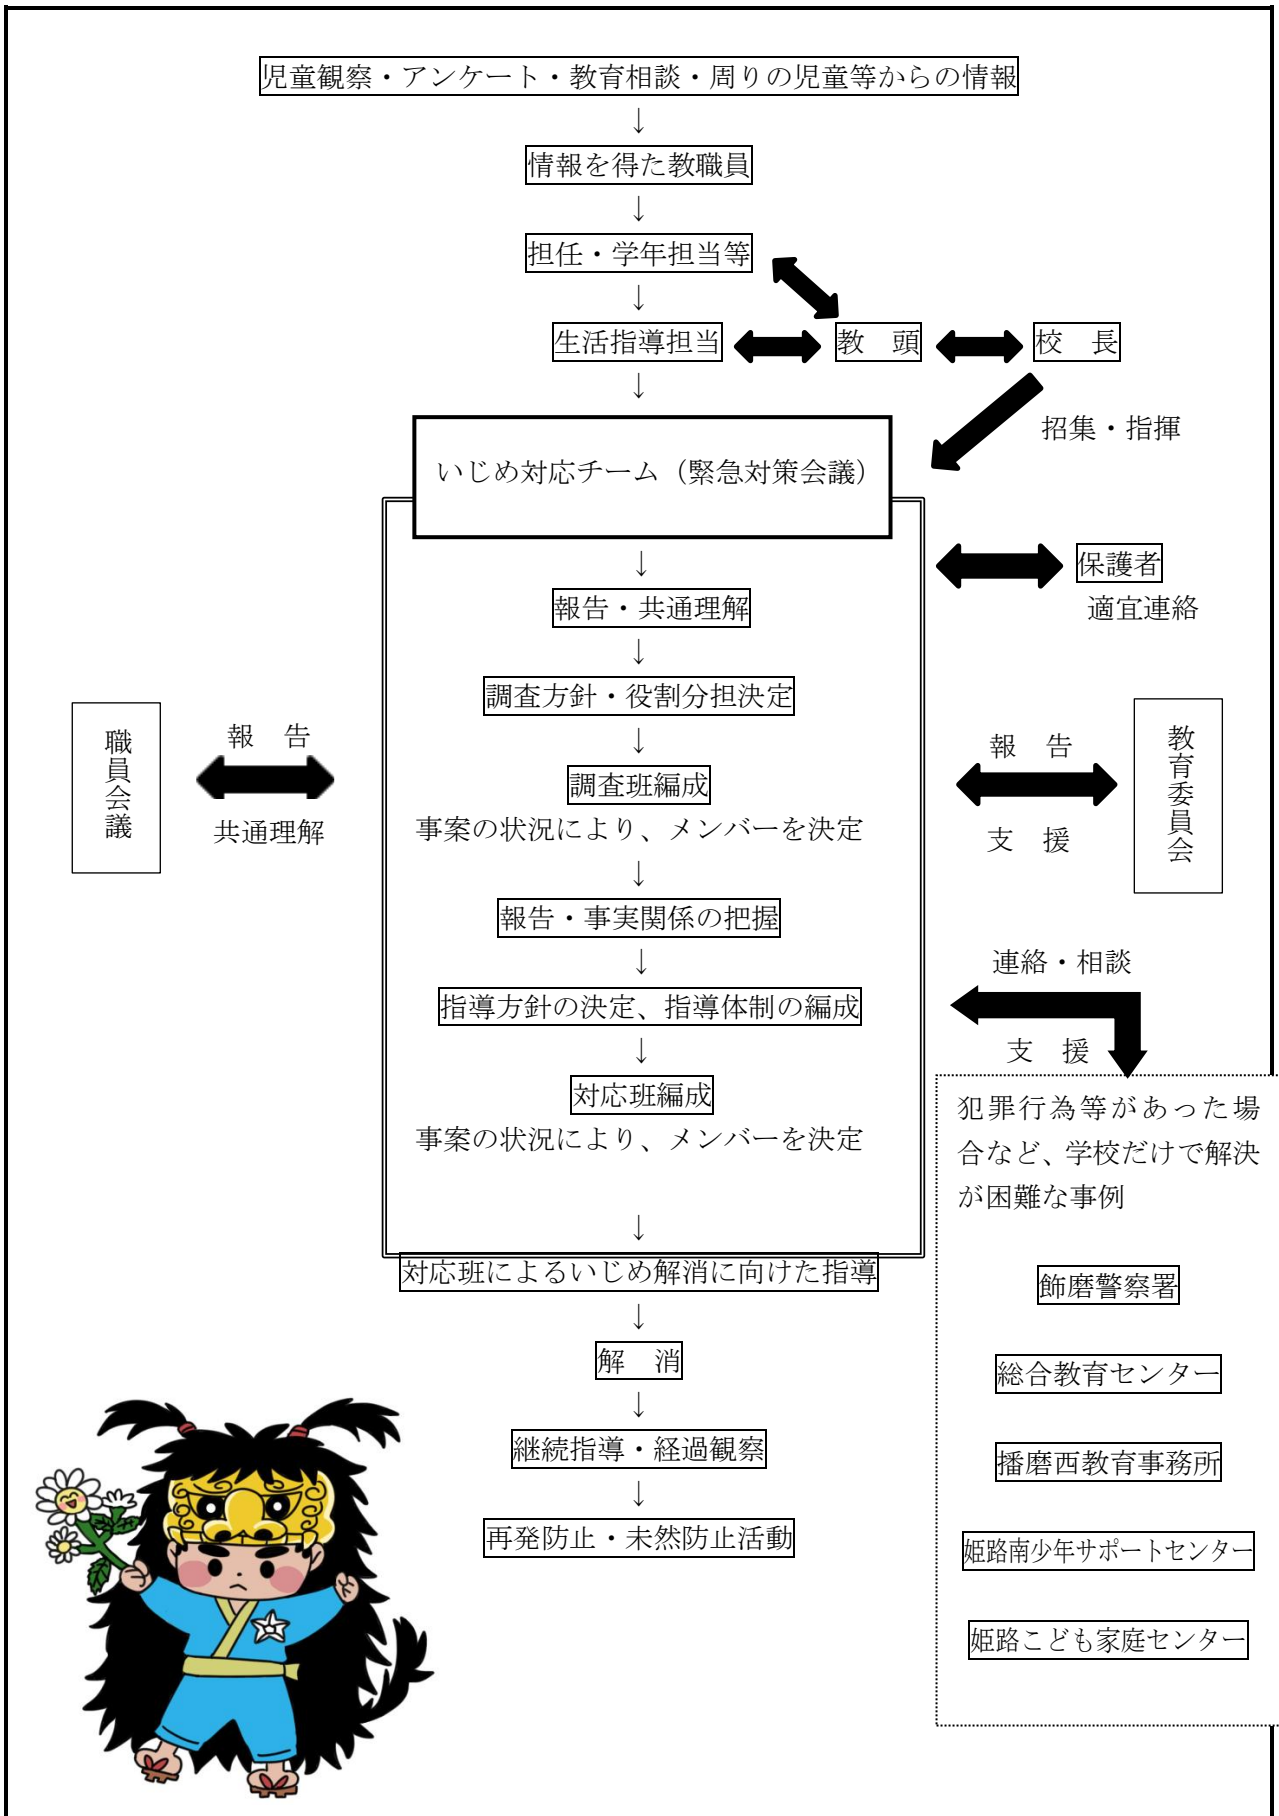 児童観察・アンケート・教育相談・周りの児童等からの情報
↓
情報を得た教職員
↓
担任・学年担当等
↓
生活指導担当
教　頭
校　長
↓
招集・指揮
いじめ対応チーム（緊急対策会議）
↓
保護者
適宜連絡
報告・共通理解
↓
調査方針・役割分担決定
↓
職員会議
報　告
共通理解
報　告
支　援
教育委員会
調査班編成
事案の状況により、メンバーを決定
↓
報告・事実関係の把握
↓
連絡・相談
支　援
指導方針の決定、指導体制の編成
↓
対応班編成
事案の状況により、メンバーを決定
↓
犯罪行為等があった場
合など、学校だけで解決
が困難な事例
対応班によるいじめ解消に向けた指導
↓
解　消
↓
継続指導・経過観察
↓
再発防止・未然防止活動
飾磨警察署
総合教育センター
播磨西教育事務所
姫路南少年サポートセンター
姫路こども家庭センター